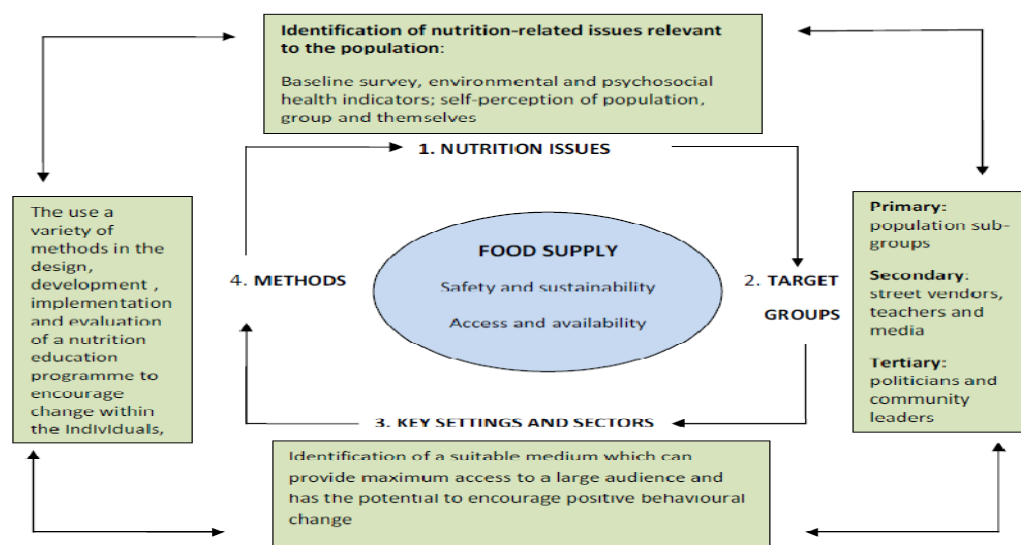 Identification of nutrition-related issues relevant
to the population:
Baseline survey, environmental and psychosocial
health indicators; self-perception of population,
group and themselves
1. NUTRITION ISSUES
The use a
variety of
methods in the
design,
development ,
implementation
and evaluation
of a nutrition
education
programme to
encourage
change within
the individuals,
4. METHODS
FOOD SUPPLY
Safety and sustainability
Access and availability
2. TARGET
GROUPS
Primary:
population sub-
groups
Secondary:
street vendors,
teachers and
media
Tertiary:
politicians and
community
leaders
3. KEY SETTINGS AND SECTORS
Identification of a suitable medium which can
provide maximum access to a large audience and
has the potential to encourage positive behavioural
change